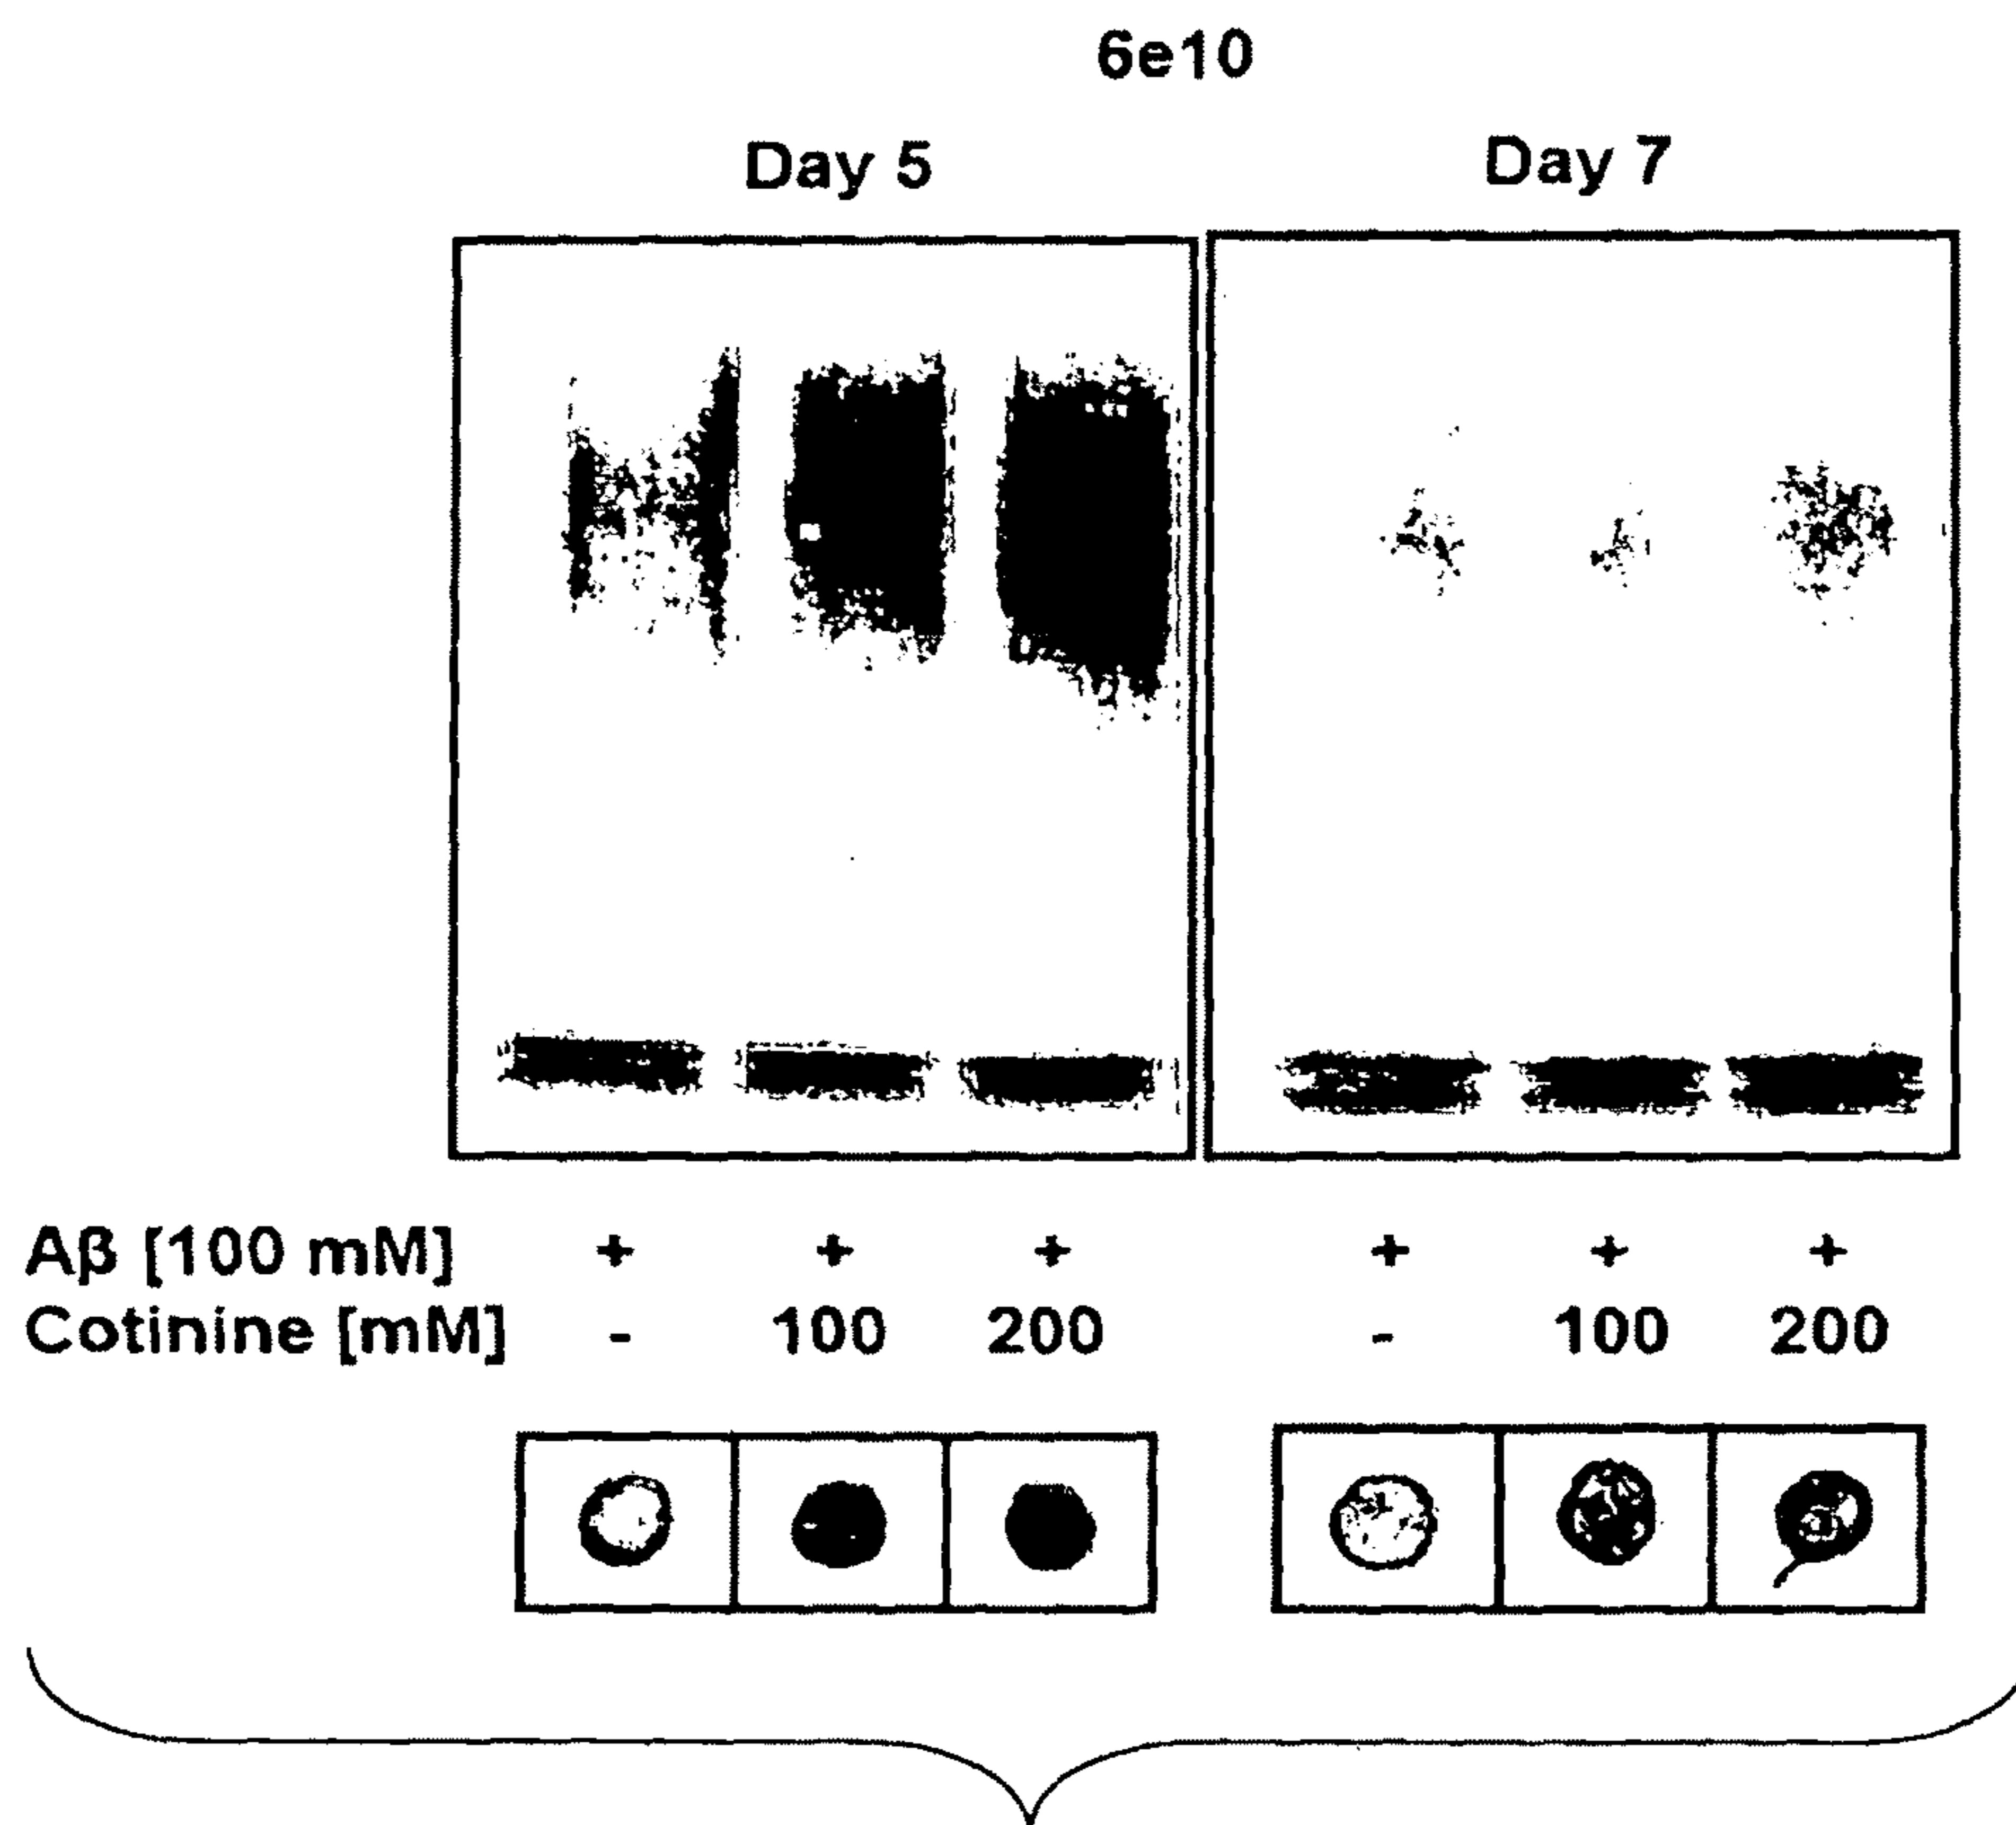 6e10
Day 5 Day 7
Aβ [100 mM] + + + + + +
Cotinine [mM] - 100 200 - 100 200